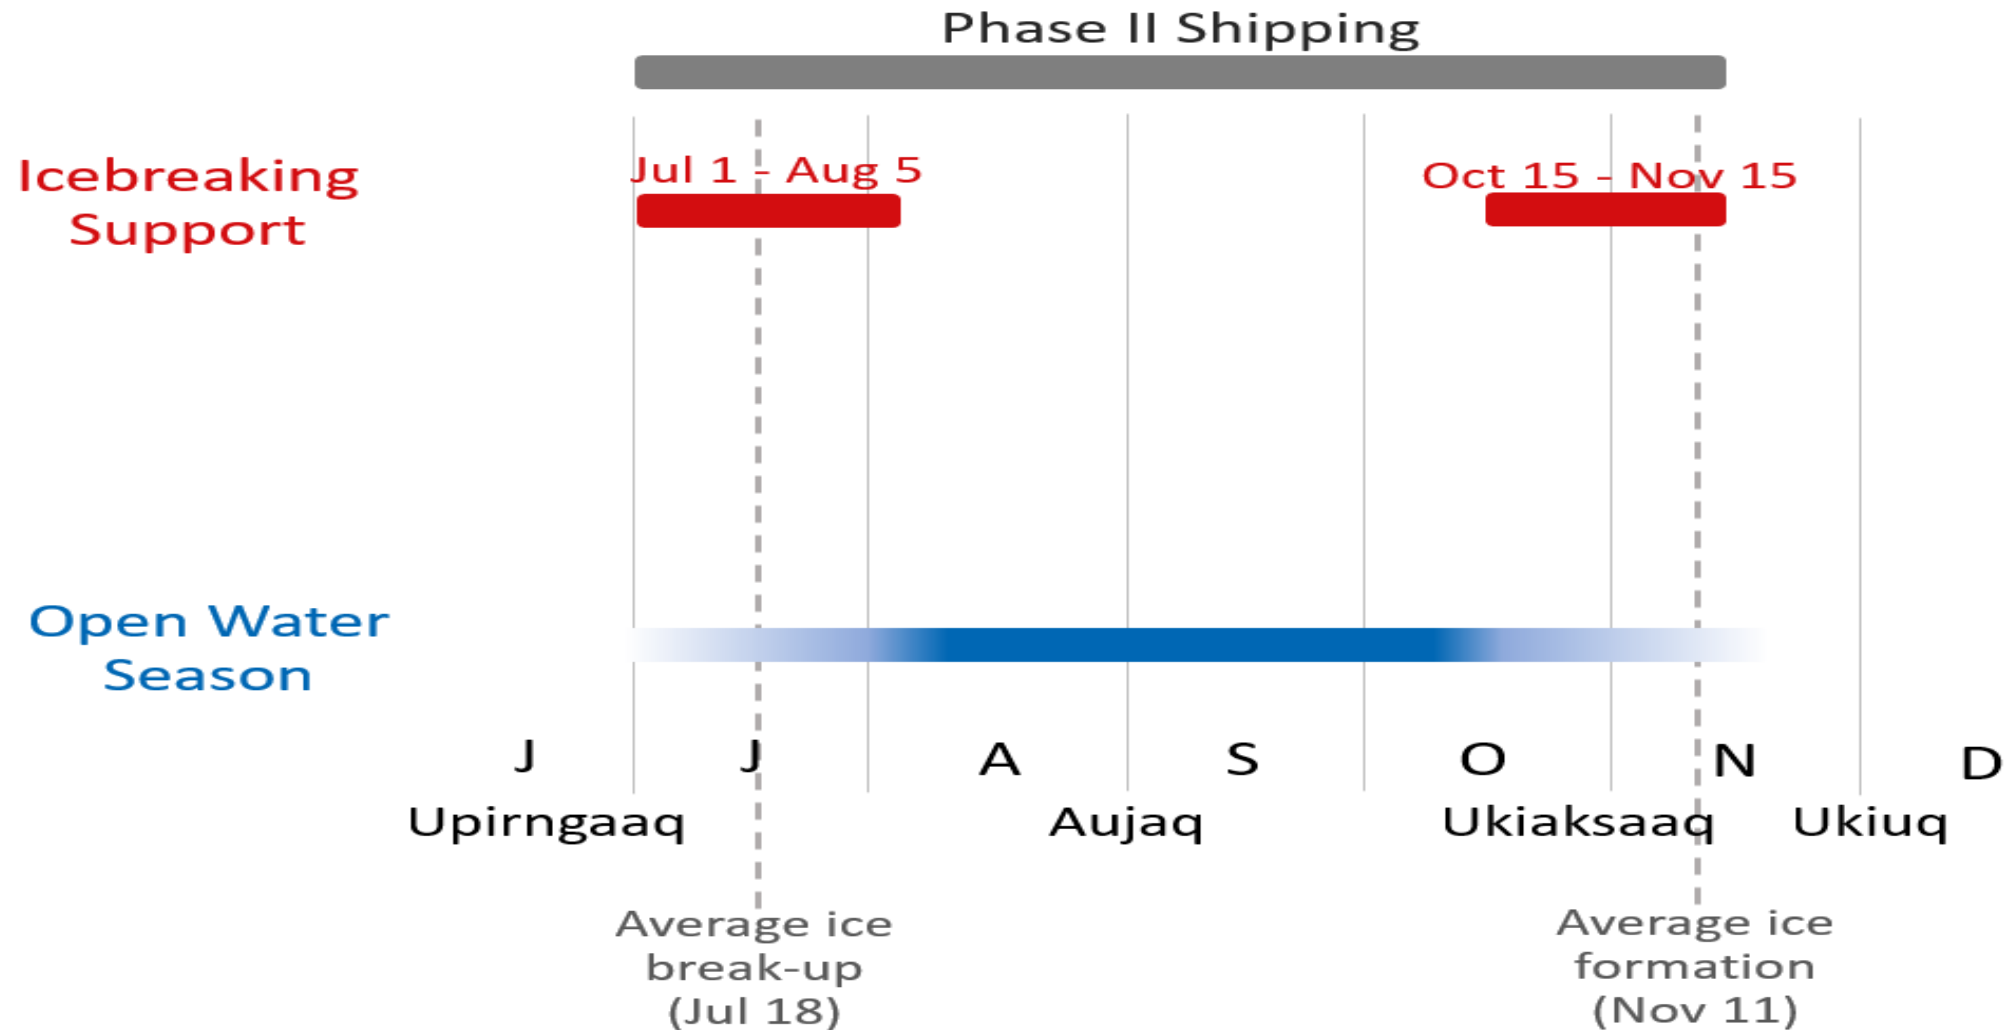 Phase II Shipping
Icebreaking
Support
Jul 1 - Aug 5
Oct 15 - Nov 15
Open Water
Season
J J A S O N D
Upirngaaq Aujaq Ukiaksaaq Ukiuq
Average ice
break-up
(Jul 18)
Average ice
formation
(Nov 11)